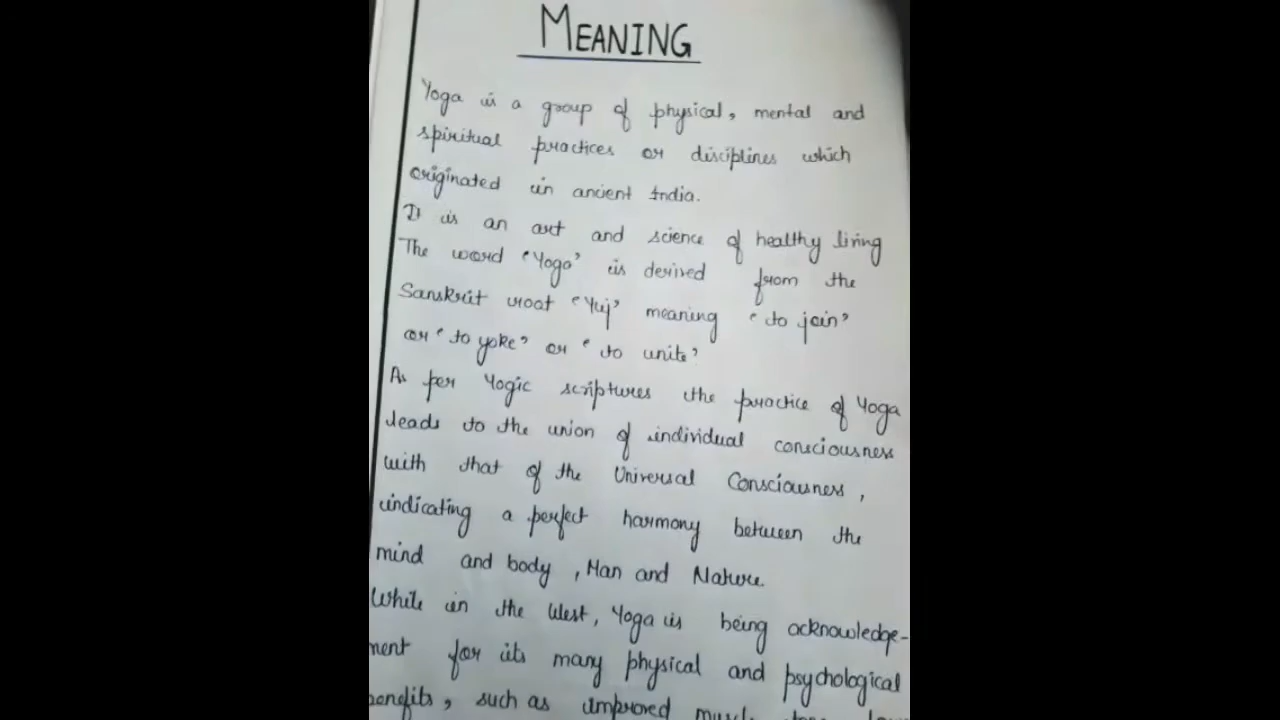 MEANING
Yoga is a group of physical, mental and
spiritual practices or disciplines which
originated in ancient India.
It is an art and science of healthy living
The word "Yoga" is derived from the
Sanskrit root "Yuj" meaning "to join"
or "to yoke" or "to unite"
As per Yogic scriptures the practice of Yoga
leads to the union of individual consciousness
with that of the Universal Consciousness,
indicating a perfect harmony between the
mind and body, Man and Nature.
While in the West, Yoga is being acknowledge-
ment for its many physical and psychological
benefits, such as improved